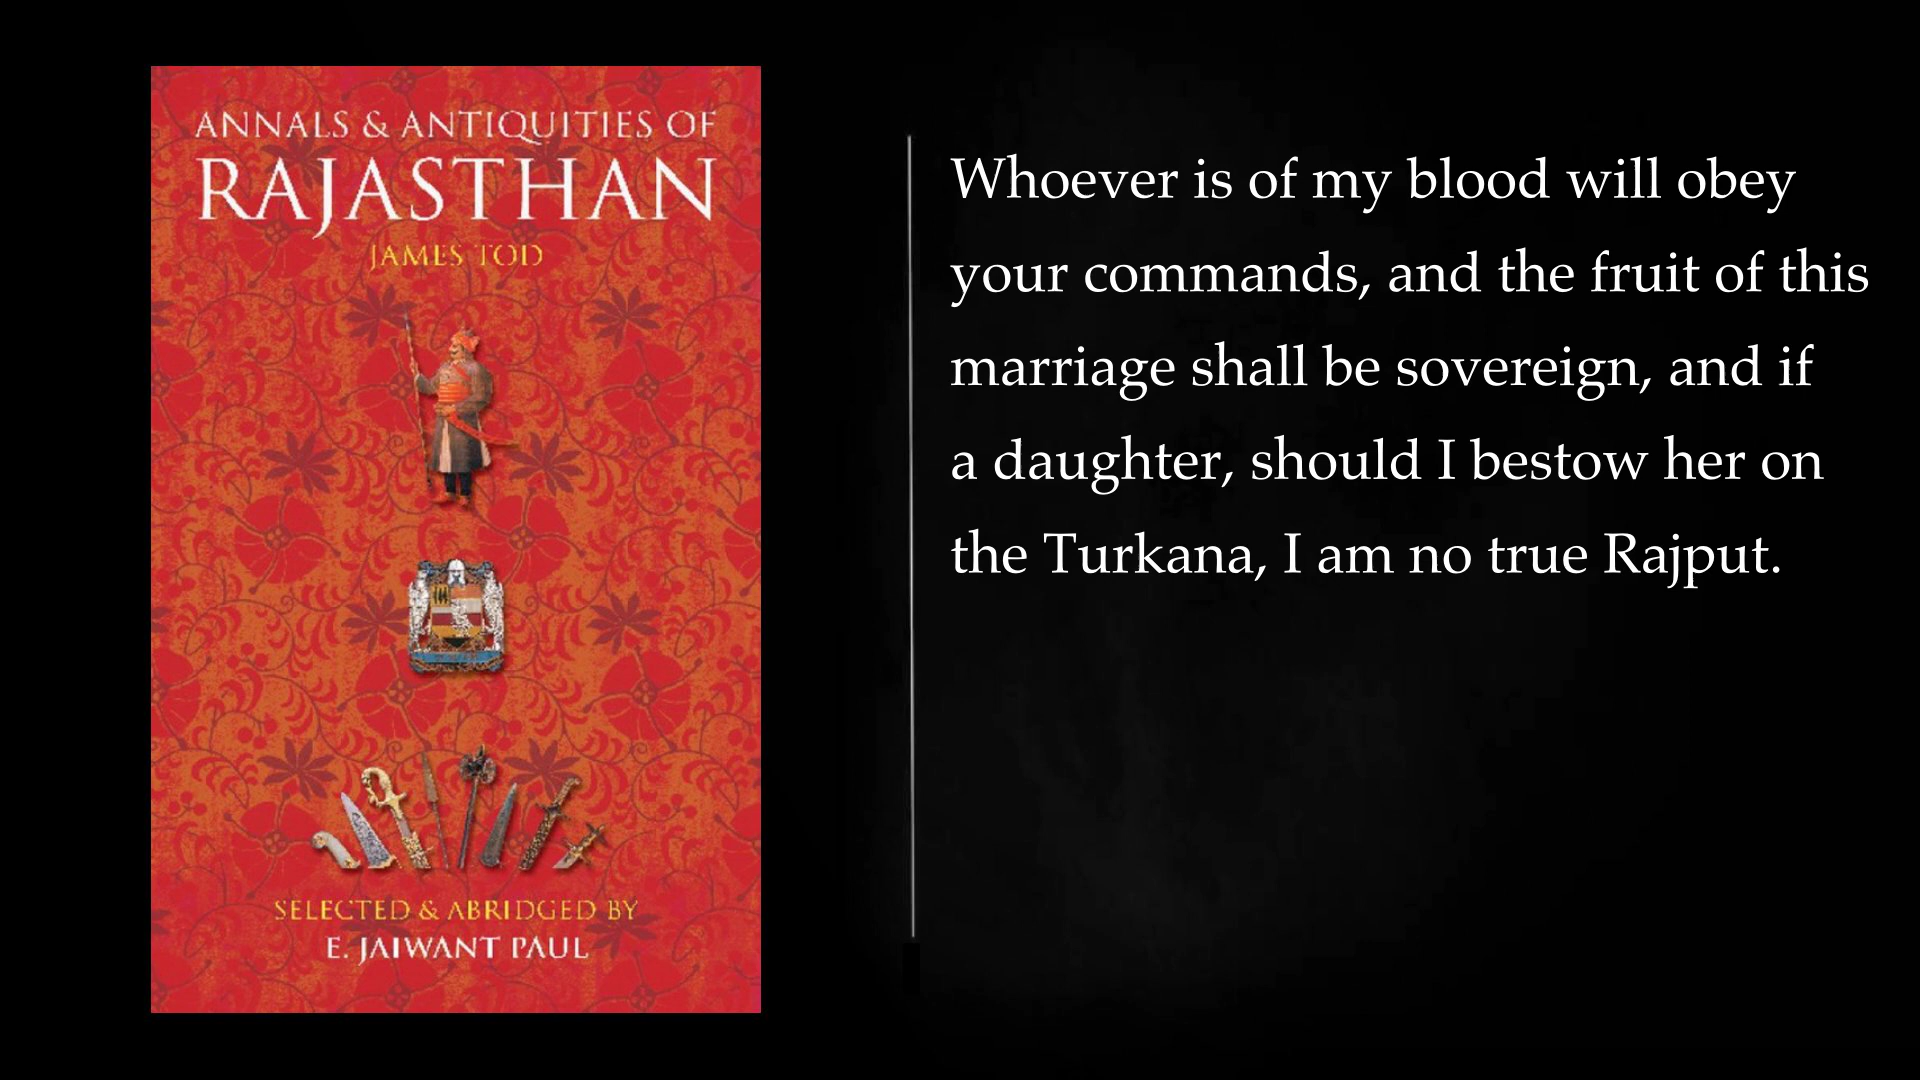 ANNALS & ANTIQUITIES OF
RAJASTHAN
JAMES TOD
SELECTED & ABRIDGED BY
E. JAIWANT PAUL
Whoever is of my blood will obey
your commands, and the fruit of this
marriage shall be sovereign, and if
a daughter, should I bestow her on
the Turkana, I am no true Rajput.